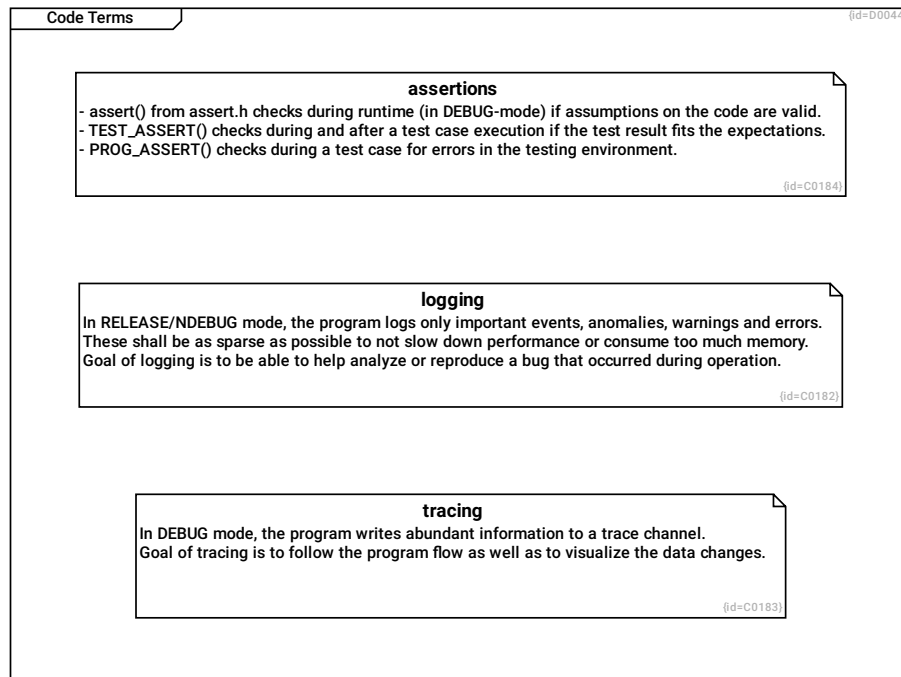 Code Terms
{id=D0044
assertions
- assert() from assert.h checks during runtime (in DEBUG-mode) if assumptions on the code are valid.
- TEST_ASSERT() checks during and after a test case execution if the test result fits the expectations.
- PROG_ASSERT() checks during a test case for errors in the testing environment.
{id=C0184}
logging
In RELEASE/NDEBUG mode, the program logs only important events, anomalies, warnings and errors.
These shall be as sparse as possible to not slow down performance or consume too much memory.
Goal of logging is to be able to help analyze or reproduce a bug that occurred during operation.
{id=C0182}
tracing
In DEBUG mode, the program writes abundant information to a trace channel.
Goal of tracing is to follow the program flow as well as to visualize the data changes.
{id=C0183}